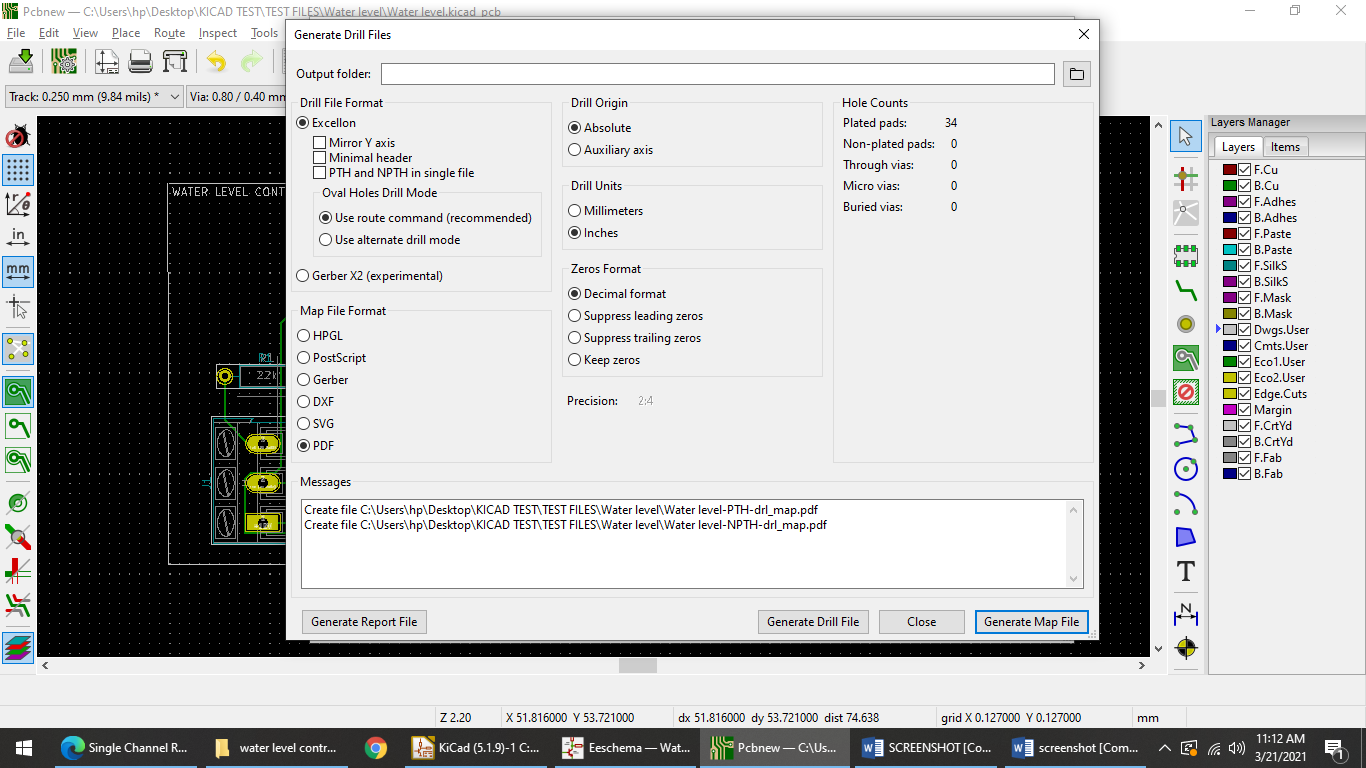 Pcbnew — C:\Users\hp\Desktop\KICAD TEST\TEST FILES\Water level\Water level.kicad_pcb
File Edit View Place Route Inspect Tools
Track: 0.250 mm (9.84 mils) *
Via: 0.80 / 0.40 mm
in
mm
WATER LEVEL CONT
R1
22k
Generate Drill Files
Output folder:
Drill File Format
Excellon
Mirror Y axis
Minimal header
PTH and NPTH in single file
Oval Holes Drill Mode
Use route command (recommended)
Use alternate drill mode
Gerber X2 (experimental)
Map File Format
HPGL
PostScript
Gerber
DXF
SVG
PDF
Drill Origin
Absolute
Auxiliary axis
Drill Units
Millimeters
Inches
Zeros Format
Decimal format
Suppress leading zeros
Suppress trailing zeros
Keep zeros
Precision: 2:4
Hole Counts
Plated pads: 34
Non-plated pads: 0
Through vias: 0
Micro vias: 0
Buried vias: 0
Messages
Create file C:\Users\hp\Desktop\KICAD TEST\TEST FILES\Water level\Water level-PTH-drl_map.pdf
Create file C:\Users\hp\Desktop\KICAD TEST\TEST FILES\Water level\Water level-NPTH-drl_map.pdf
Generate Report File
Generate Drill File
Close
Generate Map File
Layers Manager
Layers Items
F.Cu
B.Cu
F.Adhes
B.Adhes
F.Paste
B.Paste
F.SilkS
B.SilkS
F.Mask
B.Mask
Dwgs.User
Cmts.User
Eco1.User
Eco2.User
Edge.Cuts
Margin
F.CrtYd
B.CrtYd
F.Fab
B.Fab
T
N
Z 2.20
X 51.816000 Y 53.721000
dx 51.816000 dy 53.721000 dist 74.638
grid X 0.127000 Y 0.127000
mm
Single Channel R...
water level contr...
KiCad (5.1.9)-1 C:...
Eeschema — Wat...
Pcbnew — C:\Us...
SCREENSHOT [Co...
screenshot [Com...
11:12 AM
3/21/2021
1